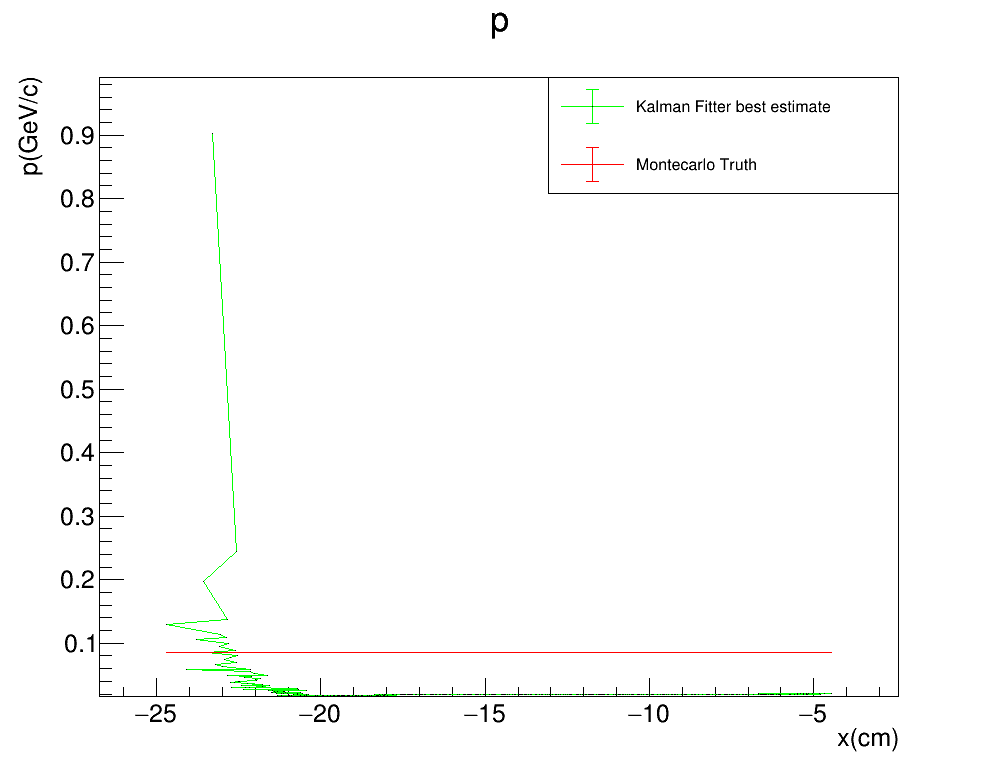 p
p(GeV/c)
Kalman Fitter best estimate
Montecarlo Truth
0.9
0.8
0.7
0.6
0.5
0.4
0.3
0.2
0.1
−25 −20 −15 −10 −5
x(cm)